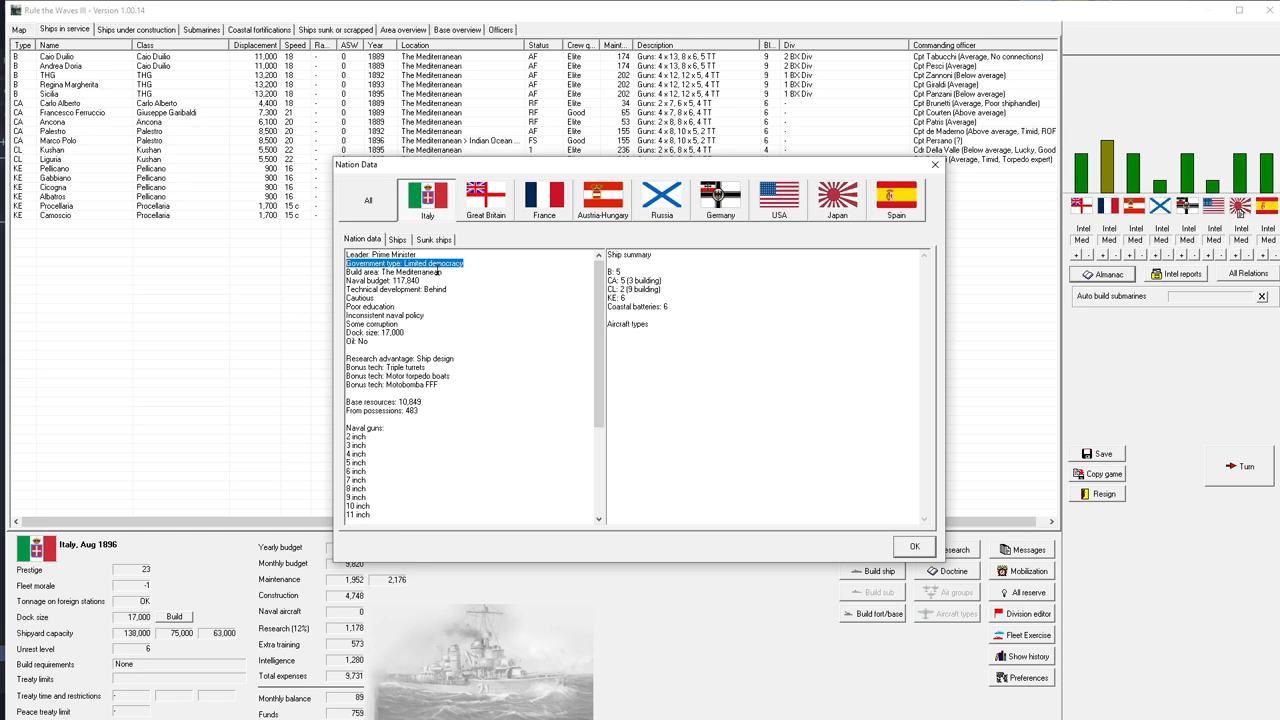 Rule the Waves III - Version 1.00.14
Map Ships in service Ships under construction Submarines Coastal fortifications Ships sunk or scrapped Area overview Base overview Officers
Type Name Class Displacement Speed Ra... ASW Year Location Status Crew q... Maint... Description Bl... Div Commanding officer
B Caio Duilio Caio Duilio 11,000 18 - 0 1889 The Mediterranean AF Elite 174 Guns: 4 x 13, 8 x 6, 5 TT 9 2 BX Div Cpt Tabucchi (Average, No connections)
B Andrea Doria Caio Duilio 11,000 18 - 0 1889 The Mediterranean AF Elite 174 Guns: 4 x 13, 8 x 6, 5 TT 9 2 BX Div Cpt Pesci (Average)
B THG THG 13,200 18 - 0 1892 The Mediterranean AF Elite 202 Guns: 4 x 12, 12 x 5, 4 TT 9 2 BX Div Cpt Zannoni (Below average)
B Regina Margherita THG 13,200 18 - 0 1893 The Mediterranean AF Elite 202 Guns: 4 x 12, 12 x 5, 4 TT 9 1 BX Div Cpt Giraldi (Average)
B Sicilia THG 13,200 18 - 0 1895 The Mediterranean AF Elite 202 Guns: 4 x 12, 12 x 5, 4 TT 9 1 BX Div Cpt Panzani (Below average)
CA Carlo Alberto Carlo Alberto 4,400 18 - 0 1889 The Mediterranean RF Elite 34 Guns: 2 x 7, 6 x 5, 4 TT 6 - Cpt Brunetti (Average, Poor shiphandler)
CA Francesco Ferruccio Giuseppe Garibaldi 7,300 21 - 0 1889 The Mediterranean RF Good 65 Guns: 4 x 7, 8 x 6, 4 TT 6 - Cpt Courten (Above average)
CA Ancona Ancona 6,100 20 - 0 1889 The Mediterranean RF Elite 53 Guns: 2 x 8, 8 x 6, 4 TT 6 - Cpt Patris (Average)
CA Palestro Palestro 8,500 20 - 0 1892 The Mediterranean AF Elite 155 Guns: 4 x 8, 10 x 5, 2 TT 6 - Cpt de Maderno (Average, Timid, ROF
CA Marco Polo Palestro 8,500 20 - 0 1896 The Mediterranean > Indian Ocean ... FS Good 155 Guns: 4 x 8, 10 x 5, 2 TT 6 - Cpt Persano (?)
CL Kushan Kushan 5,500 22 - 0 1895 The Mediterranean AF Elite 236 Guns: 2 x 6, 8 x 5, 4 TT 4 - Cdr Della Valle (Below average, Lucky, Good
CL Liguria Kushan 5,500 22 -
KE Pellicano Pellicano 900 16 -
KE Gabbiano Pellicano 900 16 -
KE Cicogna Pellicano 900 16 -
KE Albatros Pellicano 900 16 -
KE Procellaria Procellaria 1,700 15 c -
KE Camoscio Procellaria 1,700 15 c -
(Average, Timid, Torpedo expert)
Nation Data
All Italy Great Britain France Austria-Hungary Russia Germany USA Japan Spain
Nation data Ships Sunk ships
Leader: Prime Minister
Government type: Limited democracy
Build area: The Mediterranean
Naval budget: 117,840
Technical development: Behind
Cautious
Poor education
Inconsistent naval policy
Some corruption
Dock size: 17,000
Oil: No
Research advantage: Ship design
Bonus tech: Triple turrets
Bonus tech: Motor torpedo boats
Bonus tech: Motobomba FFF
Base resources: 10,849
From possessions: 483
Naval guns:
2 inch
3 inch
4 inch
5 inch
6 inch
7 inch
8 inch
9 inch
10 inch
11 inch
Ship summary
B: 5
CA: 5 (3 building)
CL: 2 (9 building)
KE: 6
Coastal batteries: 6
Aircraft types
OK
Intel Intel Intel Intel Intel Intel Intel Intel
Med Med Med Med Med Med Med Med
- + - + - + - + - + - + - + - +
Almanac Intel reports All Relations
Auto build submarines X
Save
Copy game
Resign
Turn
Italy, Aug 1896
Prestige 23
Fleet morale -1
Tonnage on foreign stations OK
Dock size 17,000 Build
Shipyard capacity 138,000 75,000 63,000
Unrest level 6
Build requirements None
Treaty limits
Treaty time and restrictions -
Peace treaty limit -
Yearly budget
Monthly budget 9,820
Maintenance 1,952 2,176
Construction 4,748
Naval aircraft 0
Research (12%) 1,178
Extra training 573
Intelligence 1,280
Total expenses 9,731
Monthly balance 89
Funds 759
esearch
Build ship Doctrine
Build sub Air groups
Build fort/base Aircraft types
Messages
Mobilization
All reserve
Division editor
Fleet Exercise
Show history
Preferences